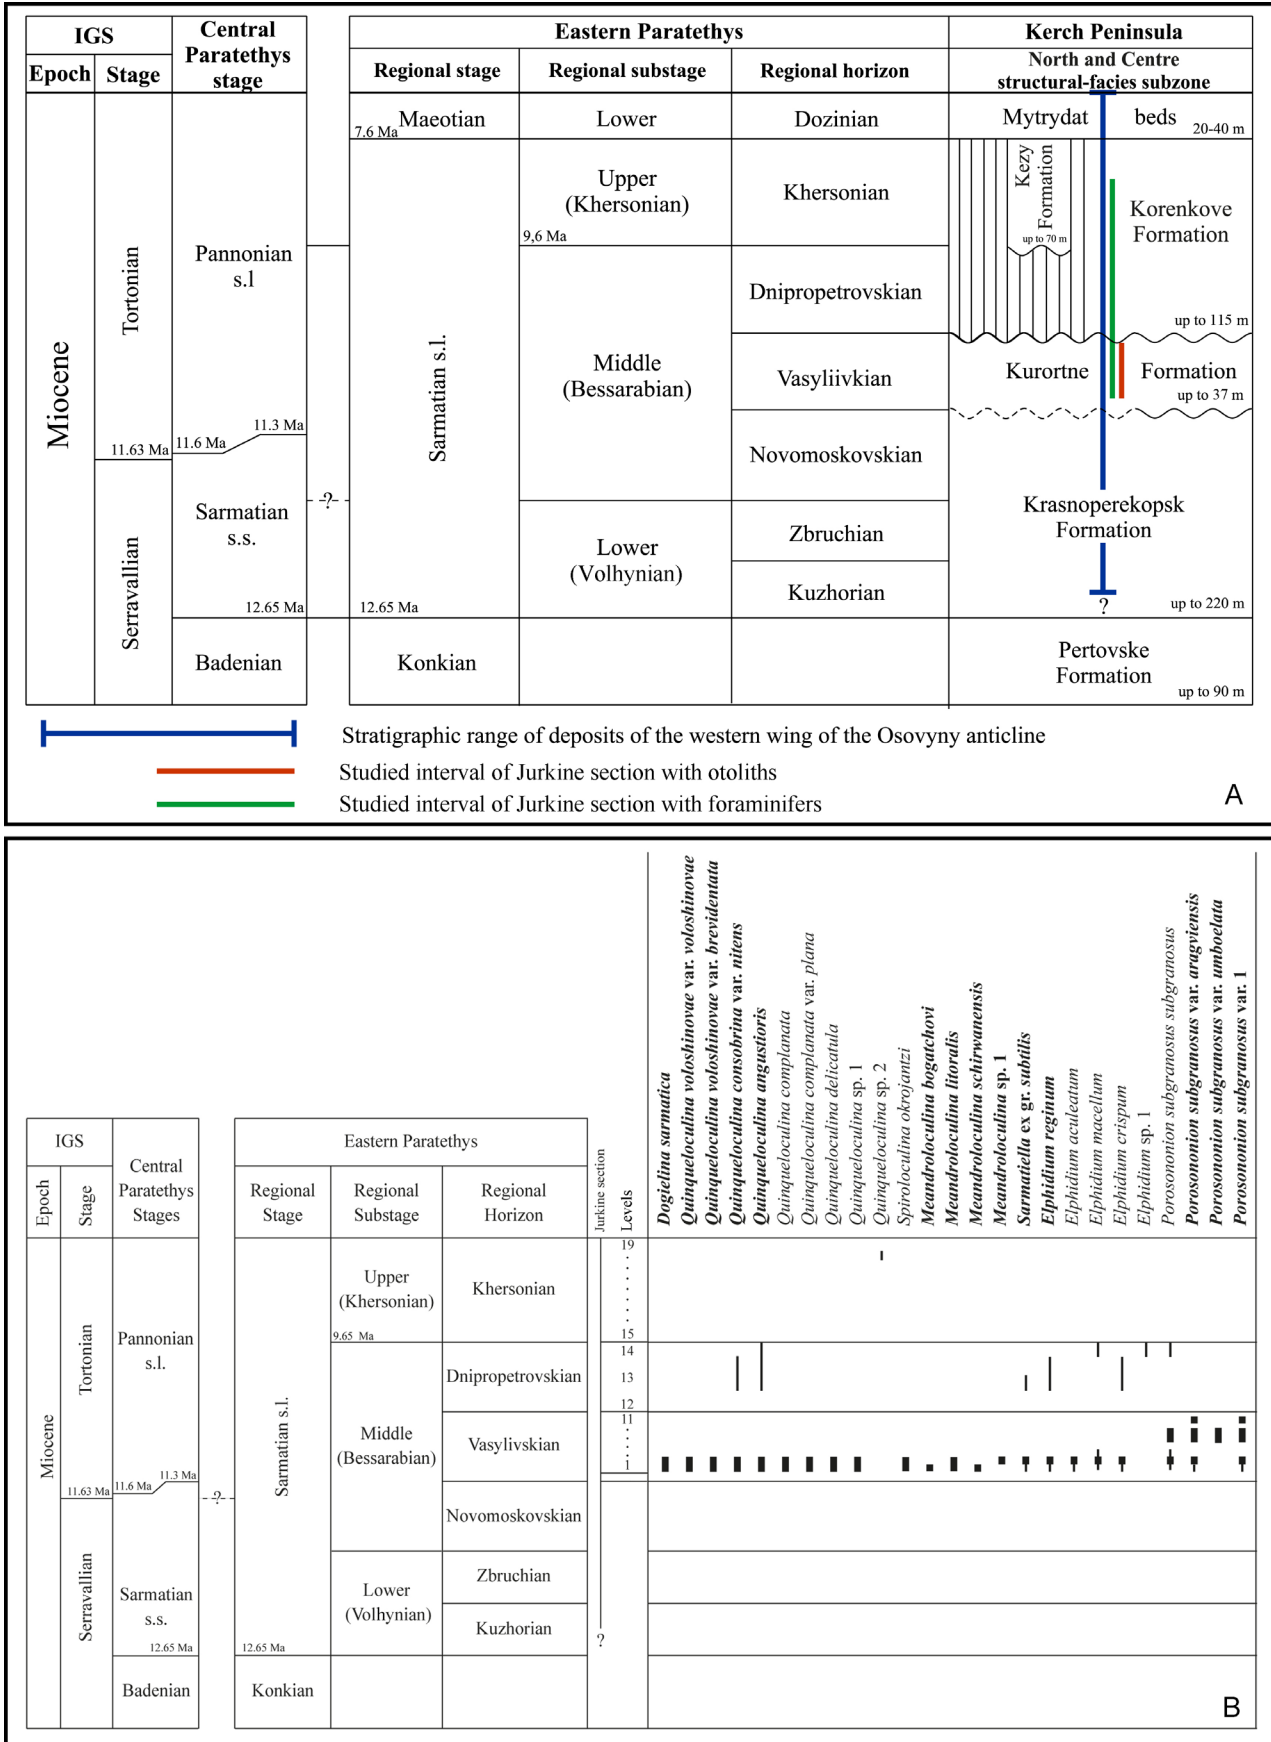 IGS
Central
Paratethys
stage
Eastern Paratethys
Kerch Peninsula
Epoch
Stage
Regional stage
Regional substage
Regional horizon
North and Centre
structural-facies subzone
Miocene
Tortonian
Serravallian
Pannonian
s.l
11.63 Ma
11.6 Ma
11.3 Ma
Sarmatian
s.s.
12.65 Ma
Badenian
?
7.6 Ma
Maeotian
Sarmatian s.l.
12.65 Ma
Konkian
Lower
Upper
(Khersonian)
9,6 Ma
Middle
(Bessarabian)
Lower
(Volhynian)
Dozinian
Khersonian
Dnipropetrovskian
Vasyliivkian
Novomoskovskian
Zbruchian
Kuzhorian
Mytrydat beds
20-40 m
Kezy
Formation
up to 70 m
Korenkove
Formation
up to 115 m
Kurortne Formation
up to 37 m
Krasnoperekopsk
Formation
?
up to 220 m
Pertovske
Formation
up to 90 m
Stratigraphic range of deposits of the western wing of the Osovyny anticline
Studied interval of Jurkine section with otoliths
Studied interval of Jurkine section with foraminifers
A
Dogielina sarmatica
Quinqueloculina voloshinovae var. voloshinovae
Quinqueloculina voloshinovae var. brevidentata
Quinqueloculina consobrina var. nitens
Quinqueloculina angustioris
Quinqueloculina complanata
Quinqueloculina complanata var. plana
Quinqueloculina delicatula
Quinqueloculina sp. 1
Quinqueloculina sp. 2
Spiroloculina okrojantzi
Meandroloculina bogatchovi
Meandroloculina litoralis
Meandroloculina schirwanensis
Meandroloculina sp. 1
Sarmatiella ex gr. subtilis
Elphidium reginum
Elphidium aculeatum
Elphidium macellum
Elphidium crispum
Elphidium sp. 1
Porosononion subgranosus subgranosus
Porosononion subgranosus var. aragviensis
Porosononion subgranosus var. umboelata
Porosononion subgranosus var. 1
IGS
Epoch
Stage
Central
Paratethys
Stages
Eastern Paratethys
Regional
Stage
Regional
Substage
Regional
Horizon
Jurkine section
Levels
Miocene
Tortonian
Serravallian
11.63 Ma
Pannonian
s.l.
11.6 Ma
11.3 Ma
Sarmatian
s.s.
12.65 Ma
Badenian
?
Sarmatian s.l.
12.65 Ma
Konkian
Upper
(Khersonian)
9.65 Ma
Middle
(Bessarabian)
Lower
(Volhynian)
Khersonian
Dnipropetrovskian
Vasylivskian
Novomoskovskian
Zbruchian
Kuzhorian
?
19
15
14
13
12
11
1
B